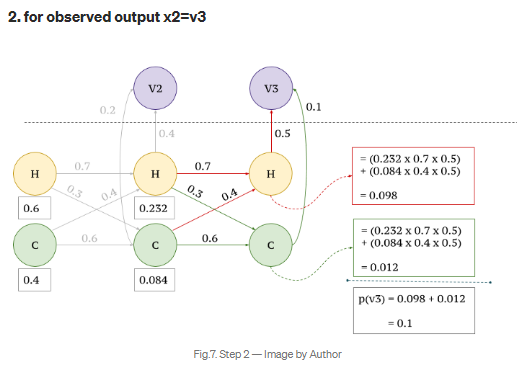 2. for observed output x2=v3
V2
V3
0.2
0.1
0.4
0.5
H
0.7
H
0.7
H
0.3
0.4
0.3
0.4
0.6
0.232
C
0.6
C
0.6
C
0.4
0.084
= (0.232 x 0.7 x 0.5)
+ (0.084 x 0.4 x 0.5)
= 0.098
= (0.232 x 0.7 x 0.5)
+ (0.084 x 0.4 x 0.5)
= 0.012
p(v3) = 0.098 + 0.012
= 0.1
Fig.7. Step 2 — Image by Author